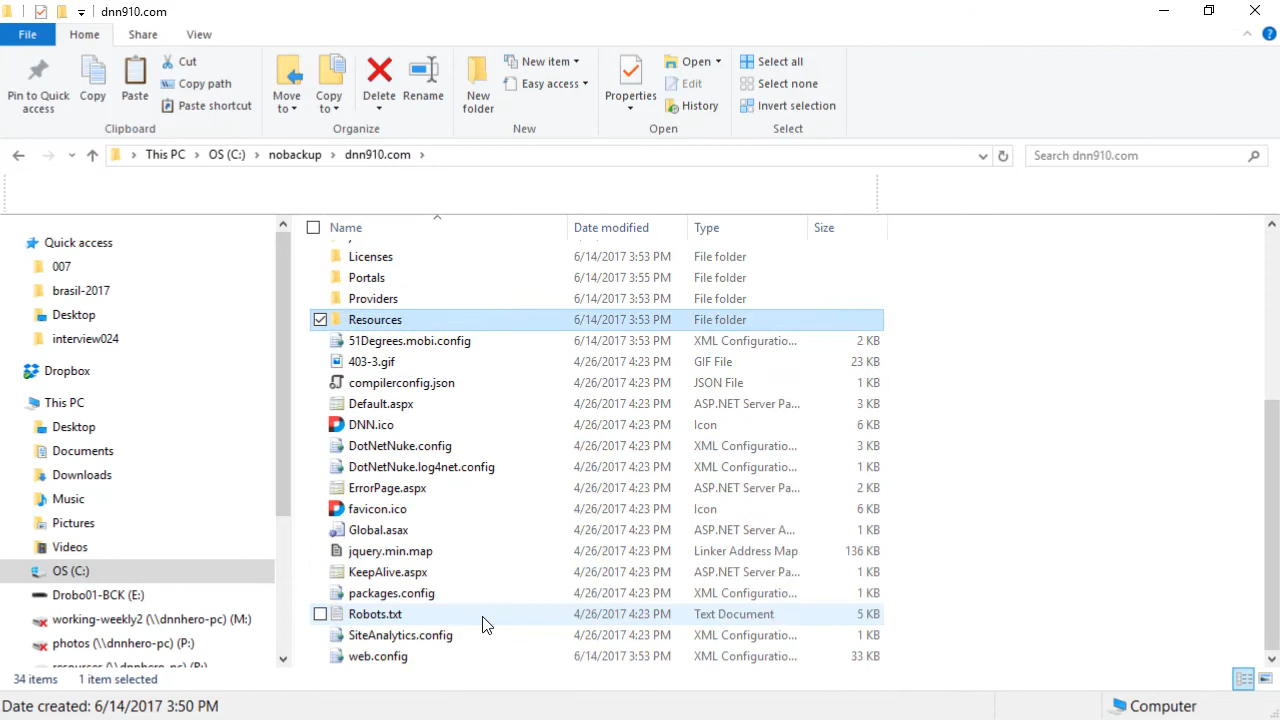 dnn910.com
File Home Share View
Pin to Quick access
Copy
Paste
Cut
Copy path
Paste shortcut
Clipboard
Move to
Copy to
Delete
Rename
Organize
New folder
New item
Easy access
New
Properties
Open
Edit
History
Open
Select all
Select none
Invert selection
Select
This PC > OS (C:) > nobackup > dnn910.com >
Search dnn910.com
Quick access
007
brasil-2017
Desktop
interview024
Dropbox
This PC
Desktop
Documents
Downloads
Music
Pictures
Videos
OS (C:)
Drobo01-BCK (E:)
working-weekly2 (\\dnnhero-pc) (M:)
photos (\\dnnhero-pc) (P:)
Name Date modified Type Size
Licenses 6/14/2017 3:53 PM File folder
Portals 6/14/2017 3:55 PM File folder
Providers 6/14/2017 3:53 PM File folder
Resources 6/14/2017 3:53 PM File folder
51Degrees.mobi.config 6/14/2017 3:53 PM XML Configuratio... 2 KB
403-3.gif 4/26/2017 4:23 PM GIF File 23 KB
compilerconfig.json 4/26/2017 4:23 PM JSON File 1 KB
Default.aspx 4/26/2017 4:23 PM ASP.NET Server Pa... 3 KB
DNN.ico 4/26/2017 4:23 PM Icon 6 KB
DotNetNuke.config 4/26/2017 4:23 PM XML Configuratio... 3 KB
DotNetNuke.log4net.config 4/26/2017 4:23 PM XML Configuratio... 1 KB
ErrorPage.aspx 4/26/2017 4:23 PM ASP.NET Server Pa... 2 KB
favicon.ico 4/26/2017 4:23 PM Icon 6 KB
Global.asax 4/26/2017 4:23 PM ASP.NET Server A... 1 KB
jquery.min.map 4/26/2017 4:23 PM Linker Address Map 136 KB
KeepAlive.aspx 4/26/2017 4:23 PM ASP.NET Server Pa... 1 KB
packages.config 4/26/2017 4:23 PM XML Configuratio... 1 KB
Robots.txt 4/26/2017 4:23 PM Text Document 5 KB
SiteAnalytics.config 4/26/2017 4:23 PM XML Configuratio... 1 KB
web.config 6/14/2017 3:53 PM XML Configuratio... 33 KB
34 items 1 item selected
Date created: 6/14/2017 3:50 PM
Computer